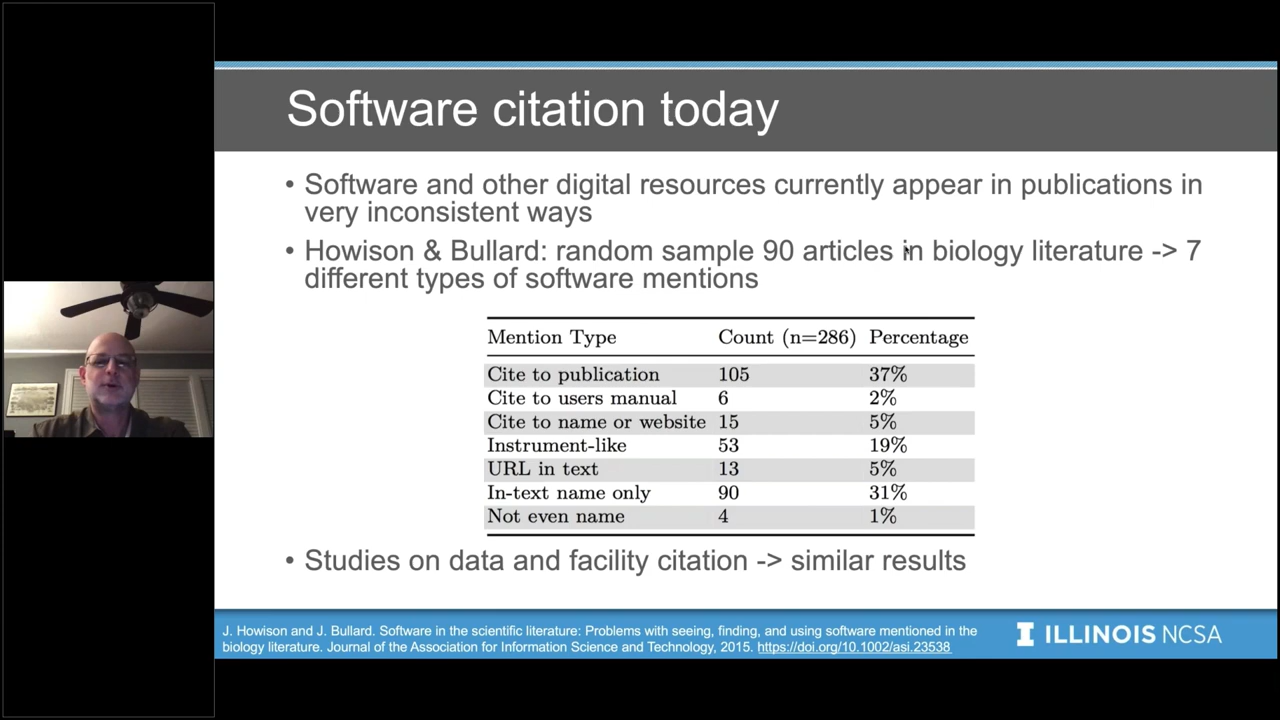 Software citation today
• Software and other digital resources currently appear in publications in
very inconsistent ways
• Howison & Bullard: random sample 90 articles in biology literature -> 7
different types of software mentions
Mention Type Count (n=286) Percentage
Cite to publication 105 37%
Cite to users manual 6 2%
Cite to name or website 15 5%
Instrument-like 53 19%
URL in text 13 5%
In-text name only 90 31%
Not even name 4 1%
• Studies on data and facility citation -> similar results
J. Howison and J. Bullard. Software in the scientific literature: Problems with seeing, finding, and using software mentioned in the
biology literature. Journal of the Association for Information Science and Technology, 2015. https://doi.org/10.1002/asi.23538
I ILLINOIS NCSA